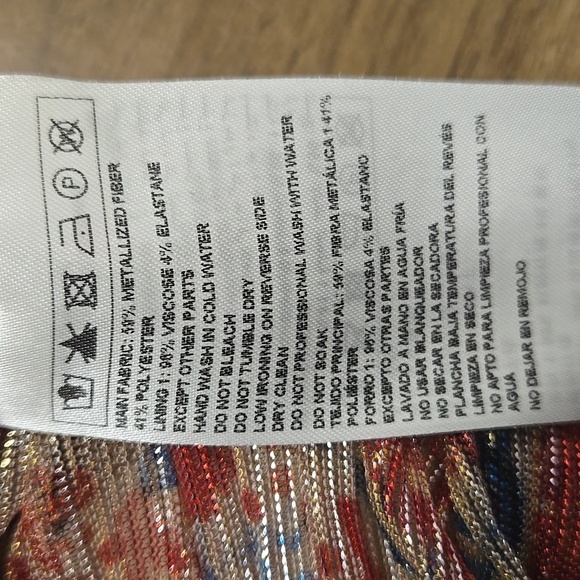 P
MAIN FABRIC: 59% METALLIZED FIBER
41% POLYESTER
LINING 1: 96% VISCOSE 4% ELASTANE
EXCEPT OTHER PARTS
HAND WASH IN COLD WATER
DO NOT BLEACH
DO NOT TUMBLE DRY
LOW IRONING ON REVERSE SIDE
DRY CLEAN
DO NOT PROFESSIONAL WASH WITH WATER
DO NOT SOAK
TEJIDO PRINCIPAL: 59% FIBRA METÁLICA 1 41%
POLIÉSTER
FORRO 1: 96% VISCOSA 4% ELASTANO
EXCEPTO OTRAS PARTES
LAVADO A MANO EN AGUA FRIA
NO USAR BLANQUEADOR
NO SECAR EN LA SECADORA
PLANCHA BAJA TEMPERATURA DEL REVES
LIMPIEZA EN SECO
NO APTO PARA LIMPIEZA PROFESIONAL CON
AGUA
NO DEJAR EN REMOJO